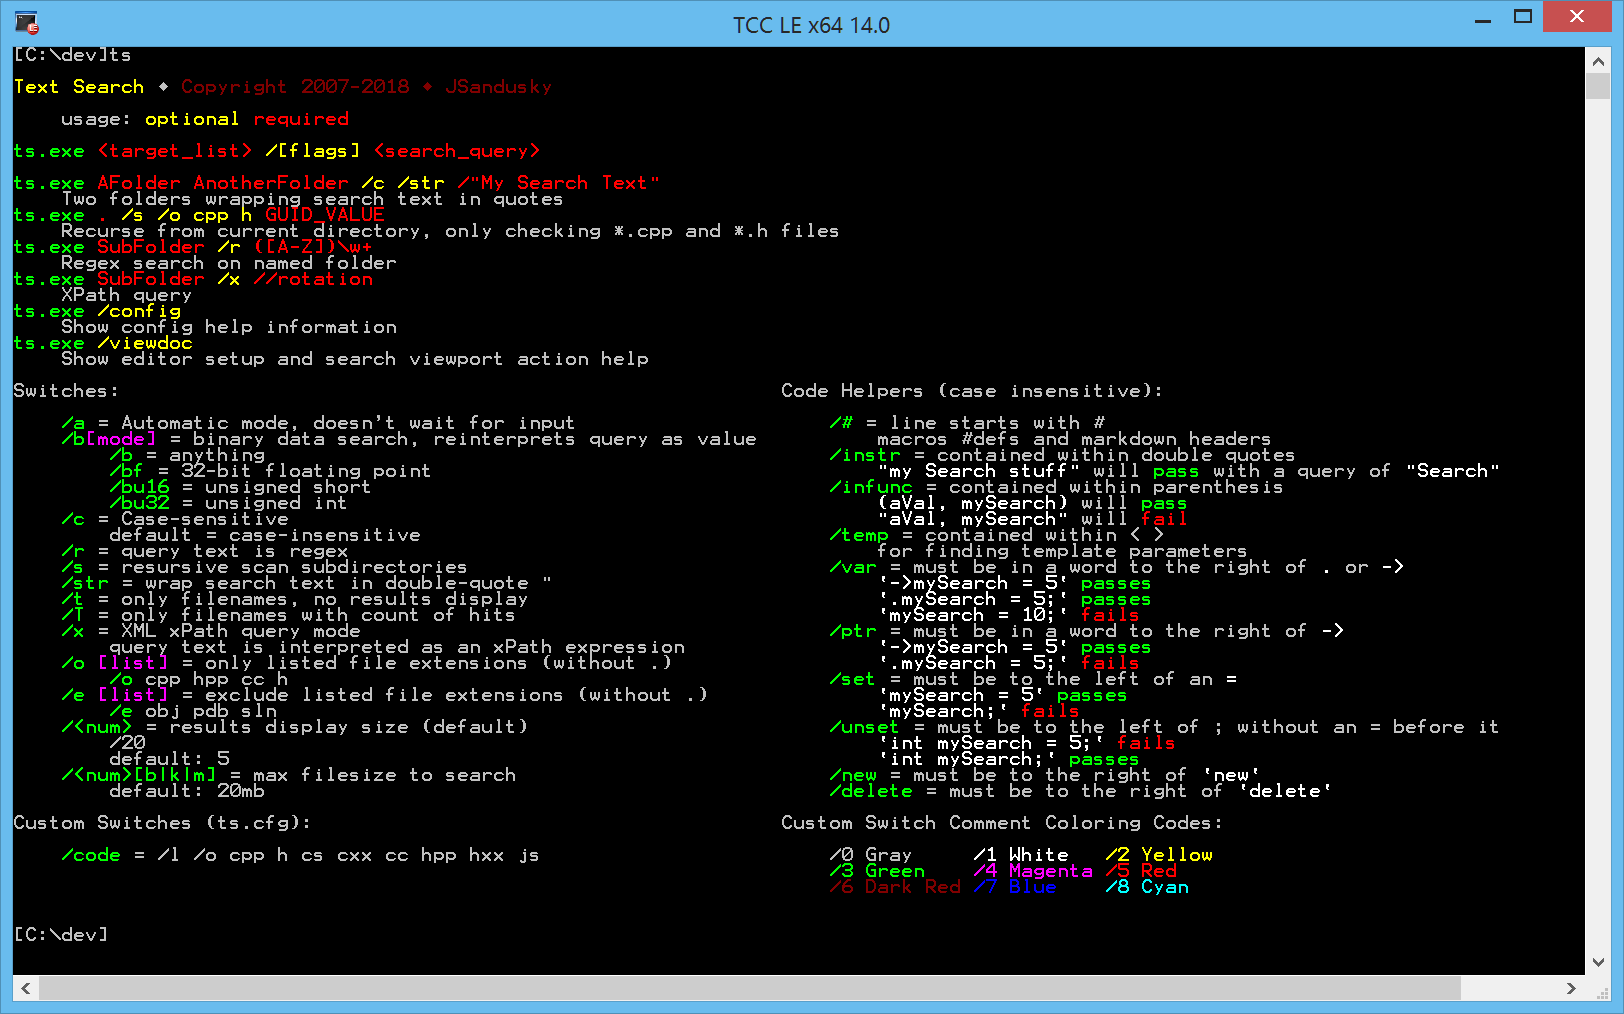 TCC LE x64 14.0
[C:\dev]ts
Text Search ◆ Copyright 2007-2018 ◆ JSandusky
usage: optional required
ts.exe <target_list> /[flags] <search_query>
ts.exe AFolder AnotherFolder /c /str /"My Search Text"
Two folders wrapping search text in quotes
ts.exe . /s /o cpp h GUID_VALUE
Recurse from current directory, only checking *.cpp and *.h files
ts.exe SubFolder /r ([A-Z])\w+
Regex search on named folder
ts.exe SubFolder /x //rotation
XPath query
ts.exe /config
Show config help information
ts.exe /viewdoc
Show editor setup and search viewport action help
Switches:
/a = Automatic mode, doesn't wait for input
/b[mode] = binary data search, reinterprets query as value
/b = anything
/bf = 32-bit floating point
/bu16 = unsigned short
/bu32 = unsigned int
/c = Case-sensitive
default = case-insensitive
/r = query text is regex
/s = resursive scan subdirectories
/str = wrap search text in double-quote "
/t = only filenames, no results display
/T = only filenames with count of hits
/x = XML xPath query mode
query text is interpreted as an xPath expression
/o [list] = only listed file extensions (without .)
/o cpp hpp cc h
/e [list] = exclude listed file extensions (without .)
/e obj pdb sln
/<num> = results display size (default)
/20
default: 5
/<num>[b|k|m] = max filesize to search
default: 20mb
Custom Switches (ts.cfg):
/code = /l /o cpp h cs cxx cc hpp hxx js
Code Helpers (case insensitive):
/# = line starts with #
macros #defs and markdown headers
/instr = contained within double quotes
"my Search stuff" will pass with a query of "Search"
/infunc = contained within parenthesis
(aVal, mySearch) will pass
"aVal, mySearch" will fail
/temp = contained within < >
for finding template parameters
/var = must be in a word to the right of . or ->
'->mySearch = 5' passes
'.mySearch = 5;' passes
'mySearch = 10;' fails
/ptr = must be in a word to the right of ->
'->mySearch = 5' passes
'.mySearch = 5;' fails
/set = must be to the left of an =
'mySearch = 5' passes
'mySearch;' fails
/unset = must be to the left of ; without an = before it
'int mySearch = 5;' fails
'int mySearch;' passes
/new = must be to the right of 'new'
/delete = must be to the right of 'delete'
Custom Switch Comment Coloring Codes:
/0 Gray /1 White /2 Yellow
/3 Green /4 Magenta /5 Red
/6 Dark Red /7 Blue /8 Cyan
[C:\dev]